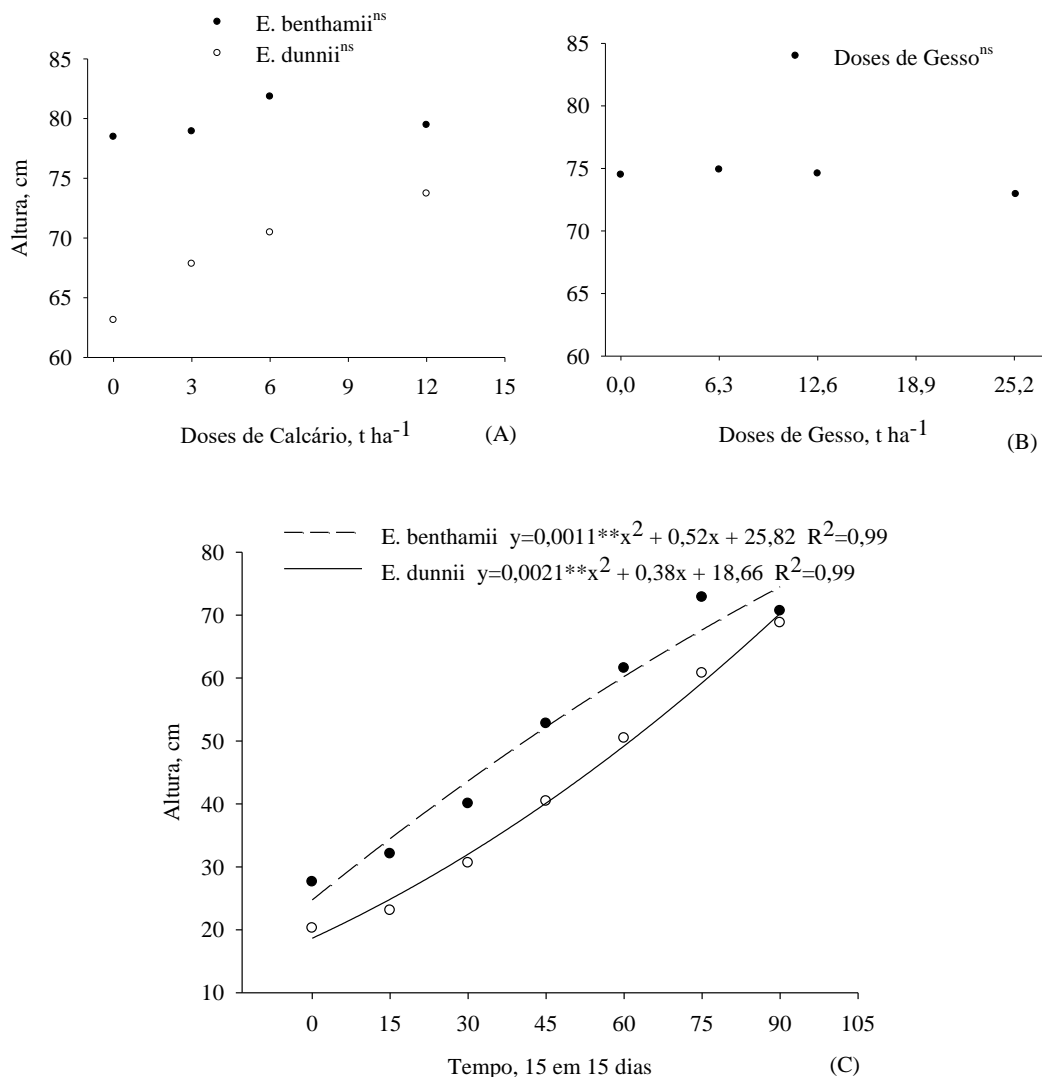 E. benthamii^ns
E. dunnii^ns
85
80
75
70
65
60
Altura, cm
0 3 6 9 12 15
Doses de Calcário, t ha^-1 (A)
Doses de Gesso^ns
85
80
75
70
65
60
0,0 6,3 12,6 18,9 25,2
Doses de Gesso, t ha^-1 (B)
E. benthamii y=0,0011**x^2 + 0,52x + 25,82 R^2=0,99
E. dunnii y=0,0021**x^2 + 0,38x + 18,66 R^2=0,99
80
70
60
50
40
30
20
10
Altura, cm
0 15 30 45 60 75 90 105
Tempo, 15 em 15 dias (C)